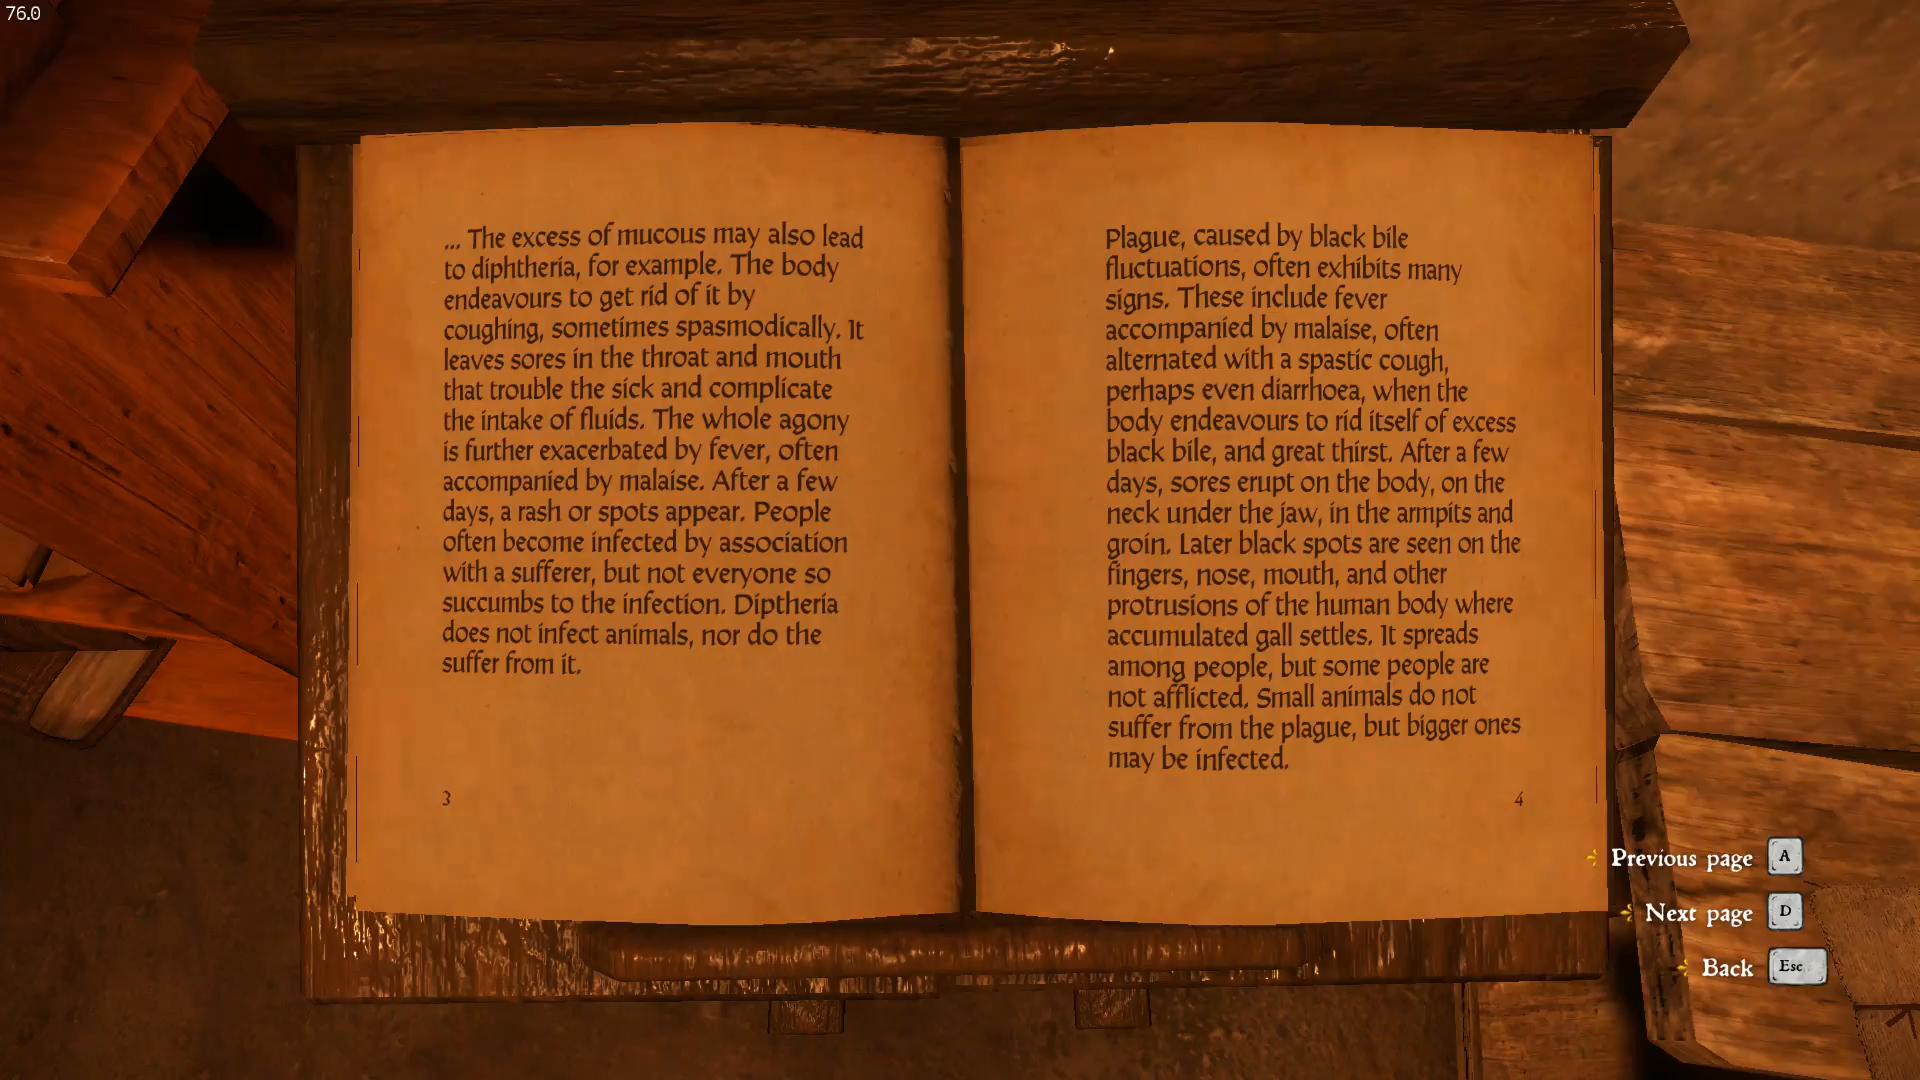 76.0
... The excess of mucous may also lead
to diphtheria, for example. The body
endeavours to get rid of it by
coughing, sometimes spasmodically. It
leaves sores in the throat and mouth
that trouble the sick and complicate
the intake of fluids. The whole agony
is further exacerbated by fever, often
accompanied by malaise. After a few
days, a rash or spots appear. People
often become infected by association
with a sufferer, but not everyone so
succumbs to the infection. Diptheria
does not infect animals, nor do the
suffer from it.
3
Plague, caused by black bile
fluctuations, often exhibits many
signs. These include fever
accompanied by malaise, often
alternated with a spastic cough,
perhaps even diarrhoea, when the
body endeavours to rid itself of excess
black bile, and great thirst. After a few
days, sores erupt on the body, on the
neck under the jaw, in the armpits and
groin. Later black spots are seen on the
fingers, nose, mouth, and other
protrusions of the human body where
accumulated gall settles. It spreads
among people, but some people are
not afflicted. Small animals do not
suffer from the plague, but bigger ones
may be infected.
4
Previous page A
Next page D
Back Esc